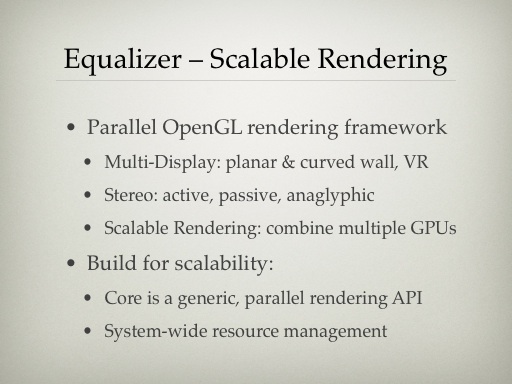 Equalizer – Scalable Rendering
• Parallel OpenGL rendering framework
• Multi-Display: planar & curved wall, VR
• Stereo: active, passive, anaglyphic
• Scalable Rendering: combine multiple GPUs
• Build for scalability:
• Core is a generic, parallel rendering API
• System-wide resource management